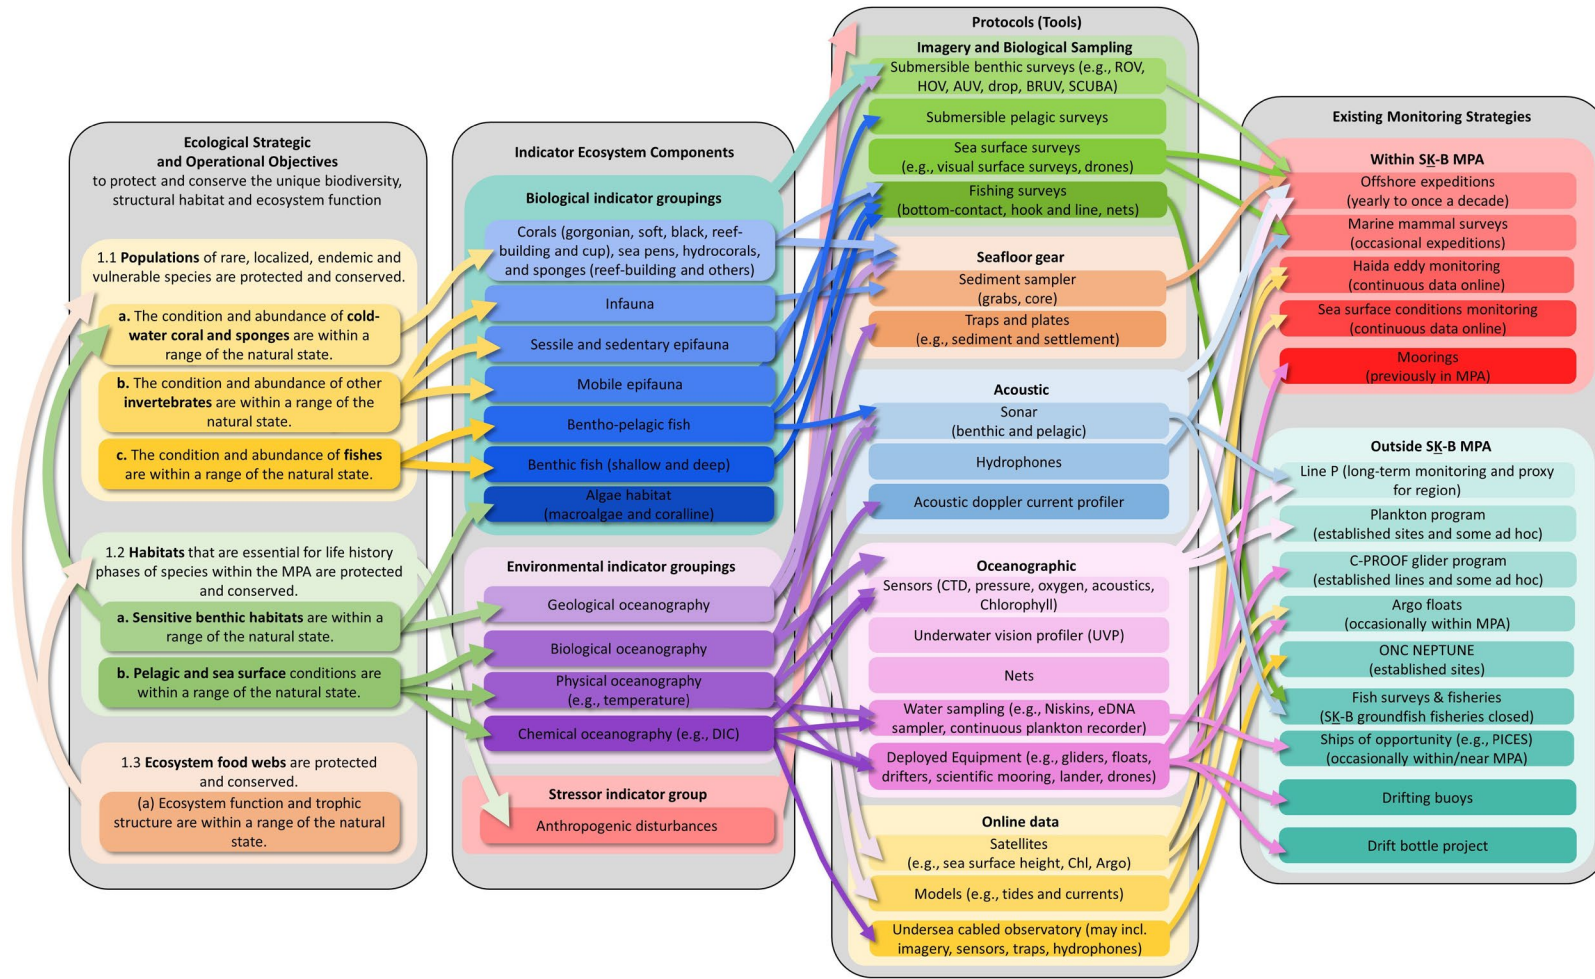 Ecological Strategic
and Operational Objectives
to protect and conserve the unique biodiversity,
structural habitat and ecosystem function
1.1 Populations of rare, localized, endemic and
vulnerable species are protected and conserved.
a. The condition and abundance of cold-
water coral and sponges are within a
range of the natural state.
b. The condition and abundance of other
invertebrates are within a range of the
natural state.
c. The condition and abundance of fishes
are within a range of the natural state.
1.2 Habitats that are essential for life history
phases of species within the MPA are protected
and conserved.
a. Sensitive benthic habitats are within a
range of the natural state.
b. Pelagic and sea surface conditions are
within a range of the natural state.
1.3 Ecosystem food webs are protected
and conserved.
(a) Ecosystem function and trophic
structure are within a range of the natural
state.
Indicator Ecosystem Components
Biological indicator groupings
Corals (gorgonian, soft, black, reef-
building and cup), sea pens, hydrocorals,
and sponges (reef-building and others)
Infauna
Sessile and sedentary epifauna
Mobile epifauna
Bentho-pelagic fish
Benthic fish (shallow and deep)
Algae habitat
(macroalgae and coralline)
Environmental indicator groupings
Geological oceanography
Biological oceanography
Physical oceanography
(e.g., temperature)
Chemical oceanography (e.g., DIC)
Stressor indicator group
Anthropogenic disturbances
Protocols (Tools)
Imagery and Biological Sampling
Submersible benthic surveys (e.g., ROV,
HOV, AUV, drop, BRUV, SCUBA)
Submersible pelagic surveys
Sea surface surveys
(e.g., visual surface surveys, drones)
Fishing surveys
(bottom-contact, hook and line, nets)
Seafloor gear
Sediment sampler
(grabs, core)
Traps and plates
(e.g., sediment and settlement)
Acoustic
Sonar
(benthic and pelagic)
Hydrophones
Acoustic doppler current profiler
Oceanographic
Sensors (CTD, pressure, oxygen, acoustics,
Chlorophyll)
Underwater vision profiler (UVP)
Nets
Water sampling (e.g., Niskins, eDNA
sampler, continuous plankton recorder)
Deployed Equipment (e.g., gliders, floats,
drifters, scientific mooring, lander, drones)
Online data
Satellites
(e.g., sea surface height, Chl, Argo)
Models (e.g., tides and currents)
Undersea cabled observatory (may incl.
imagery, sensors, traps, hydrophones)
Existing Monitoring Strategies
Within SK-B MPA
Offshore expeditions
(yearly to once a decade)
Marine mammal surveys
(occasional expeditions)
Haida eddy monitoring
(continuous data online)
Sea surface conditions monitoring
(continuous data online)
Moorings
(previously in MPA)
Outside SK-B MPA
Line P (long-term monitoring and proxy
for region)
Plankton program
(established sites and some ad hoc)
C-PROOF glider program
(established lines and some ad hoc)
Argo floats
(occasionally within MPA)
ONC NEPTUNE
(established sites)
Fish surveys & fisheries
(SK-B groundfish fisheries closed)
Ships of opportunity (e.g., PICES)
(occasionally within/near MPA)
Drifting buoys
Drift bottle project